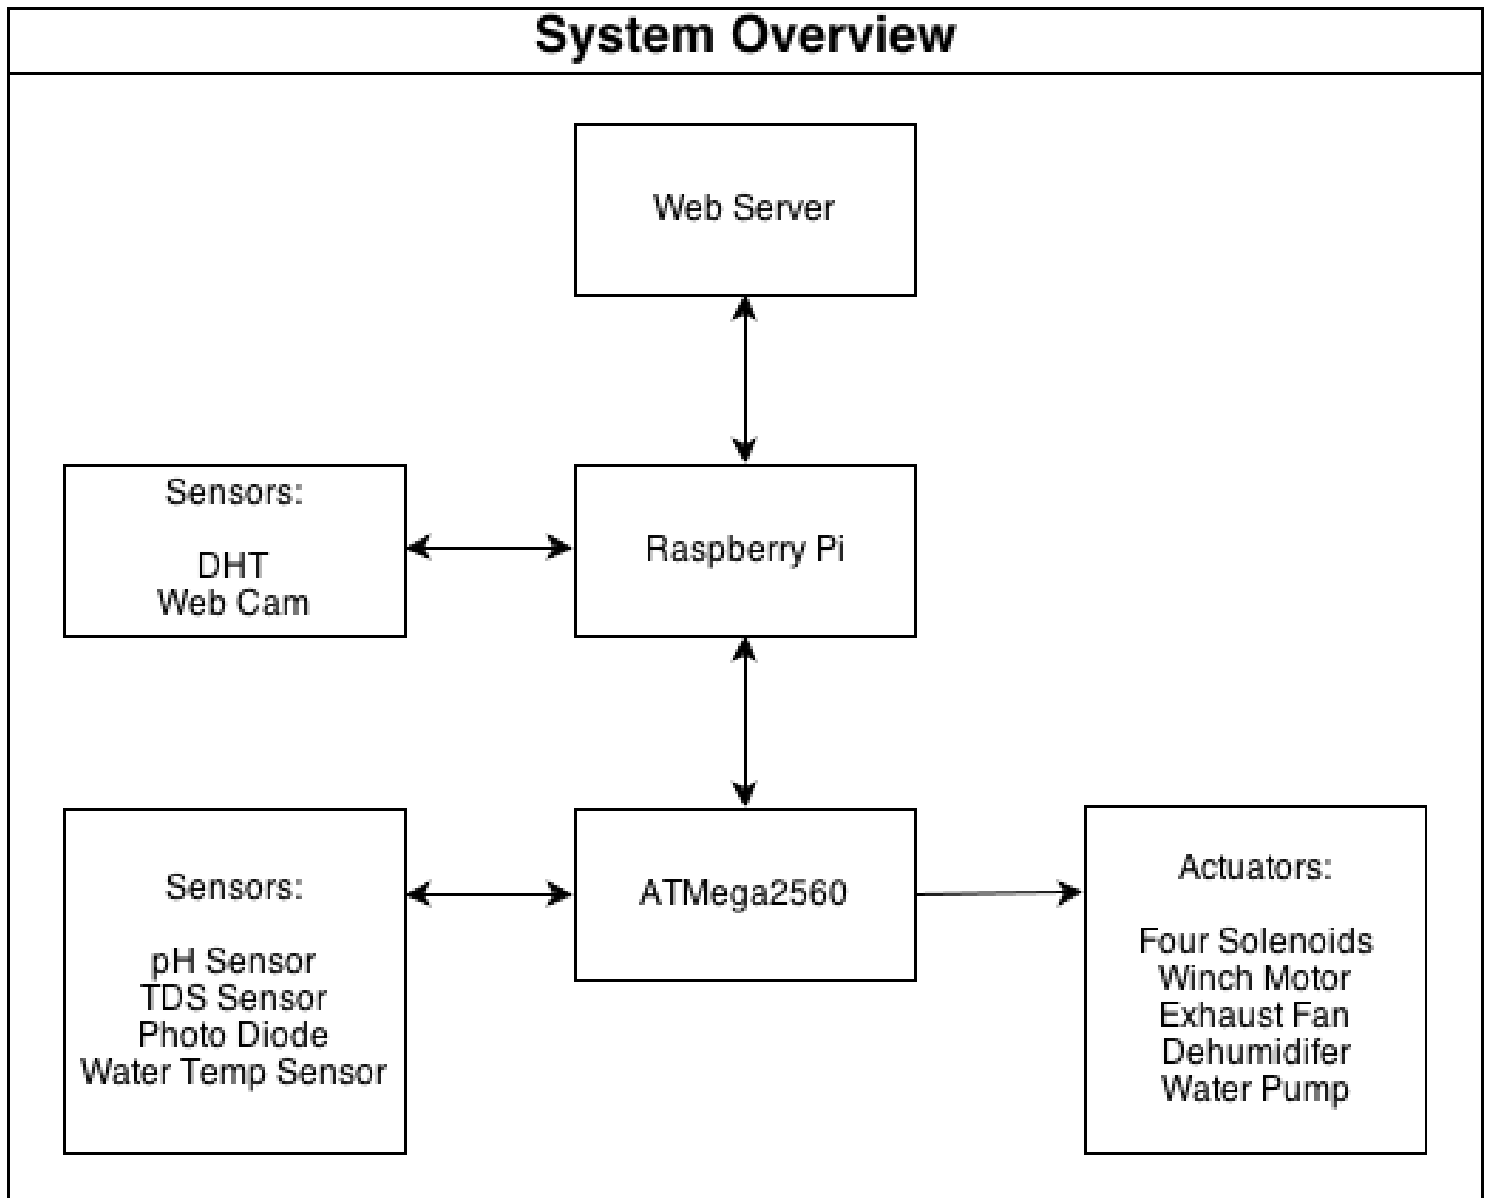 System Overview
Web Server
Sensors:
DHT
Web Cam
Raspberry Pi
Sensors:
pH Sensor
TDS Sensor
Photo Diode
Water Temp Sensor
ATMega2560
Actuators:
Four Solenoids
Winch Motor
Exhaust Fan
Dehumidifer
Water Pump